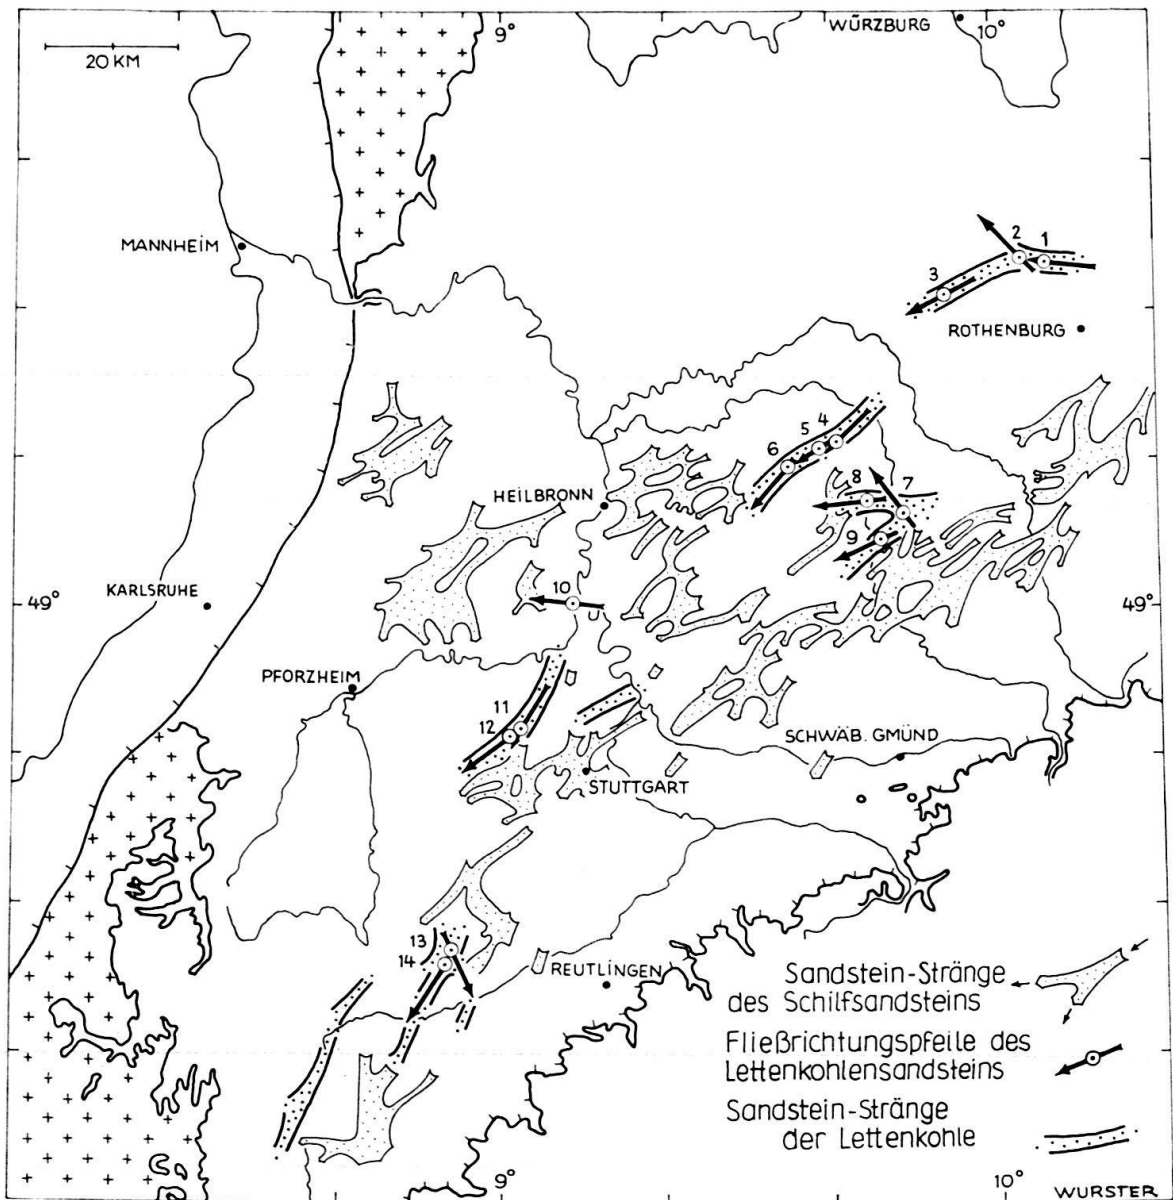 9°
WÜRZBURG
10°
20 KM
MANNHEIM
2
1
3
ROTHENBURG
5
4
6
8
7
HEILBRONN
9
KARLSRUHE
10
49°
49°
PFORZHEIM
11
12
SCHWÄB. GMÜND
STUTTGART
13
14
REUTLINGEN
Sandstein-Stränge
des Schilfsandsteins
Fließrichtungspfeile des
Lettenkohlensandsteins
Sandstein-Stränge
der Lettenkohle
9°
10°
WURSTER